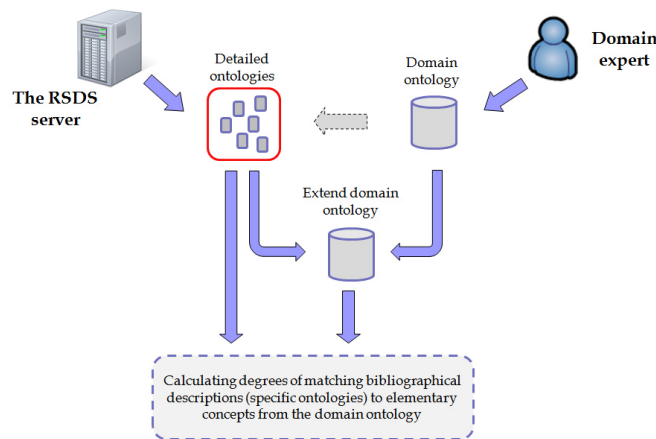 The RSDS
server
Detailed
ontologies
Domain
ontology
Domain
expert
Extend domain
ontology
Calculating degrees of matching bibliographical
descriptions (specific ontologies) to elementary
concepts from the domain ontology